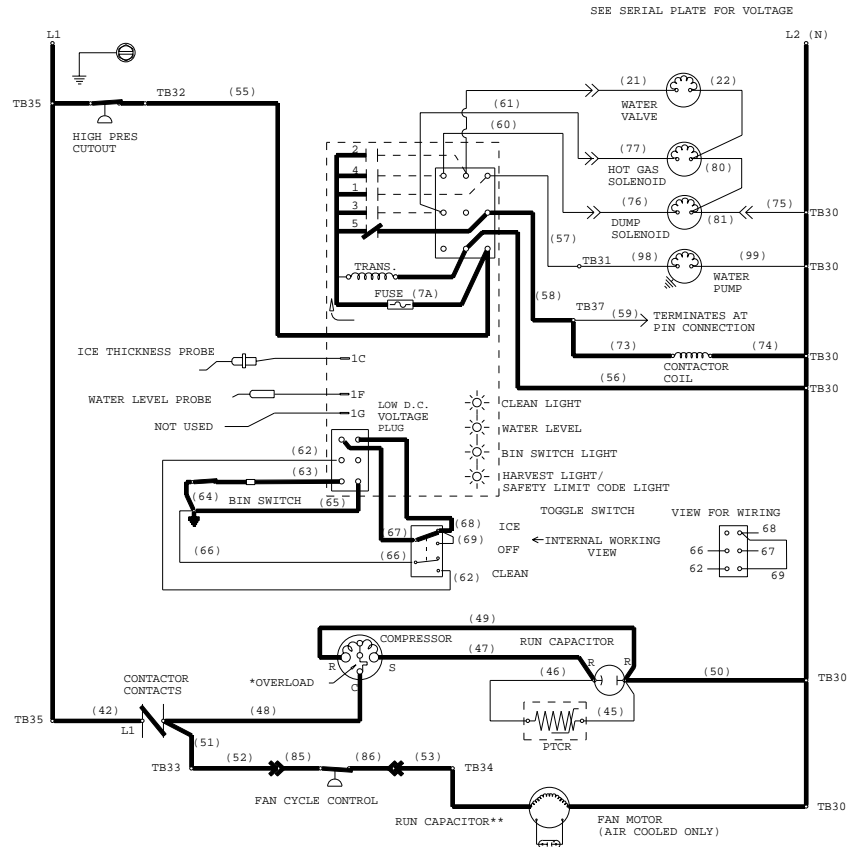 SEE SERIAL PLATE FOR VOLTAGE
L1
L2 (N)
TB35
TB32
(55)
HIGH PRES
CUTOUT
(21)
(22)
WATER
VALVE
(61)
(60)
(77)
(80)
HOT GAS
SOLENOID
(76)
(81)
(75)
TB30
DUMP
SOLENOID
2
4
1
3
5
(57)
TB31
(98)
(99)
TB30
WATER
PUMP
TRANS.
FUSE (7A)
(58)
TB37
(59)
TERMINATES AT
PIN CONNECTION
(73)
(74)
TB30
CONTACTOR
COIL
(56)
TB30
ICE THICKNESS PROBE
1C
WATER LEVEL PROBE
1F
NOT USED
1G
LOW D.C.
VOLTAGE
PLUG
CLEAN LIGHT
WATER LEVEL
BIN SWITCH LIGHT
HARVEST LIGHT/
SAFETY LIMIT CODE LIGHT
(62)
(63)
(64)
BIN SWITCH
(65)
TOGGLE SWITCH
VIEW FOR WIRING
(67)
(68)
(69)
ICE
(66)
(66)
OFF
INTERNAL WORKING
VIEW
(62)
CLEAN
68
66
67
62
69
(49)
COMPRESSOR
(47)
RUN CAPACITOR
R
S
R
R
*OVERLOAD
C
(46)
(50)
TB30
(45)
PTCR
CONTACTOR
CONTACTS
TB35
(42)
L1
(48)
(51)
TB33
(52)
(85)
(86)
(53)
TB34
FAN CYCLE CONTROL
RUN CAPACITOR**
FAN MOTOR
(AIR COOLED ONLY)
TB30